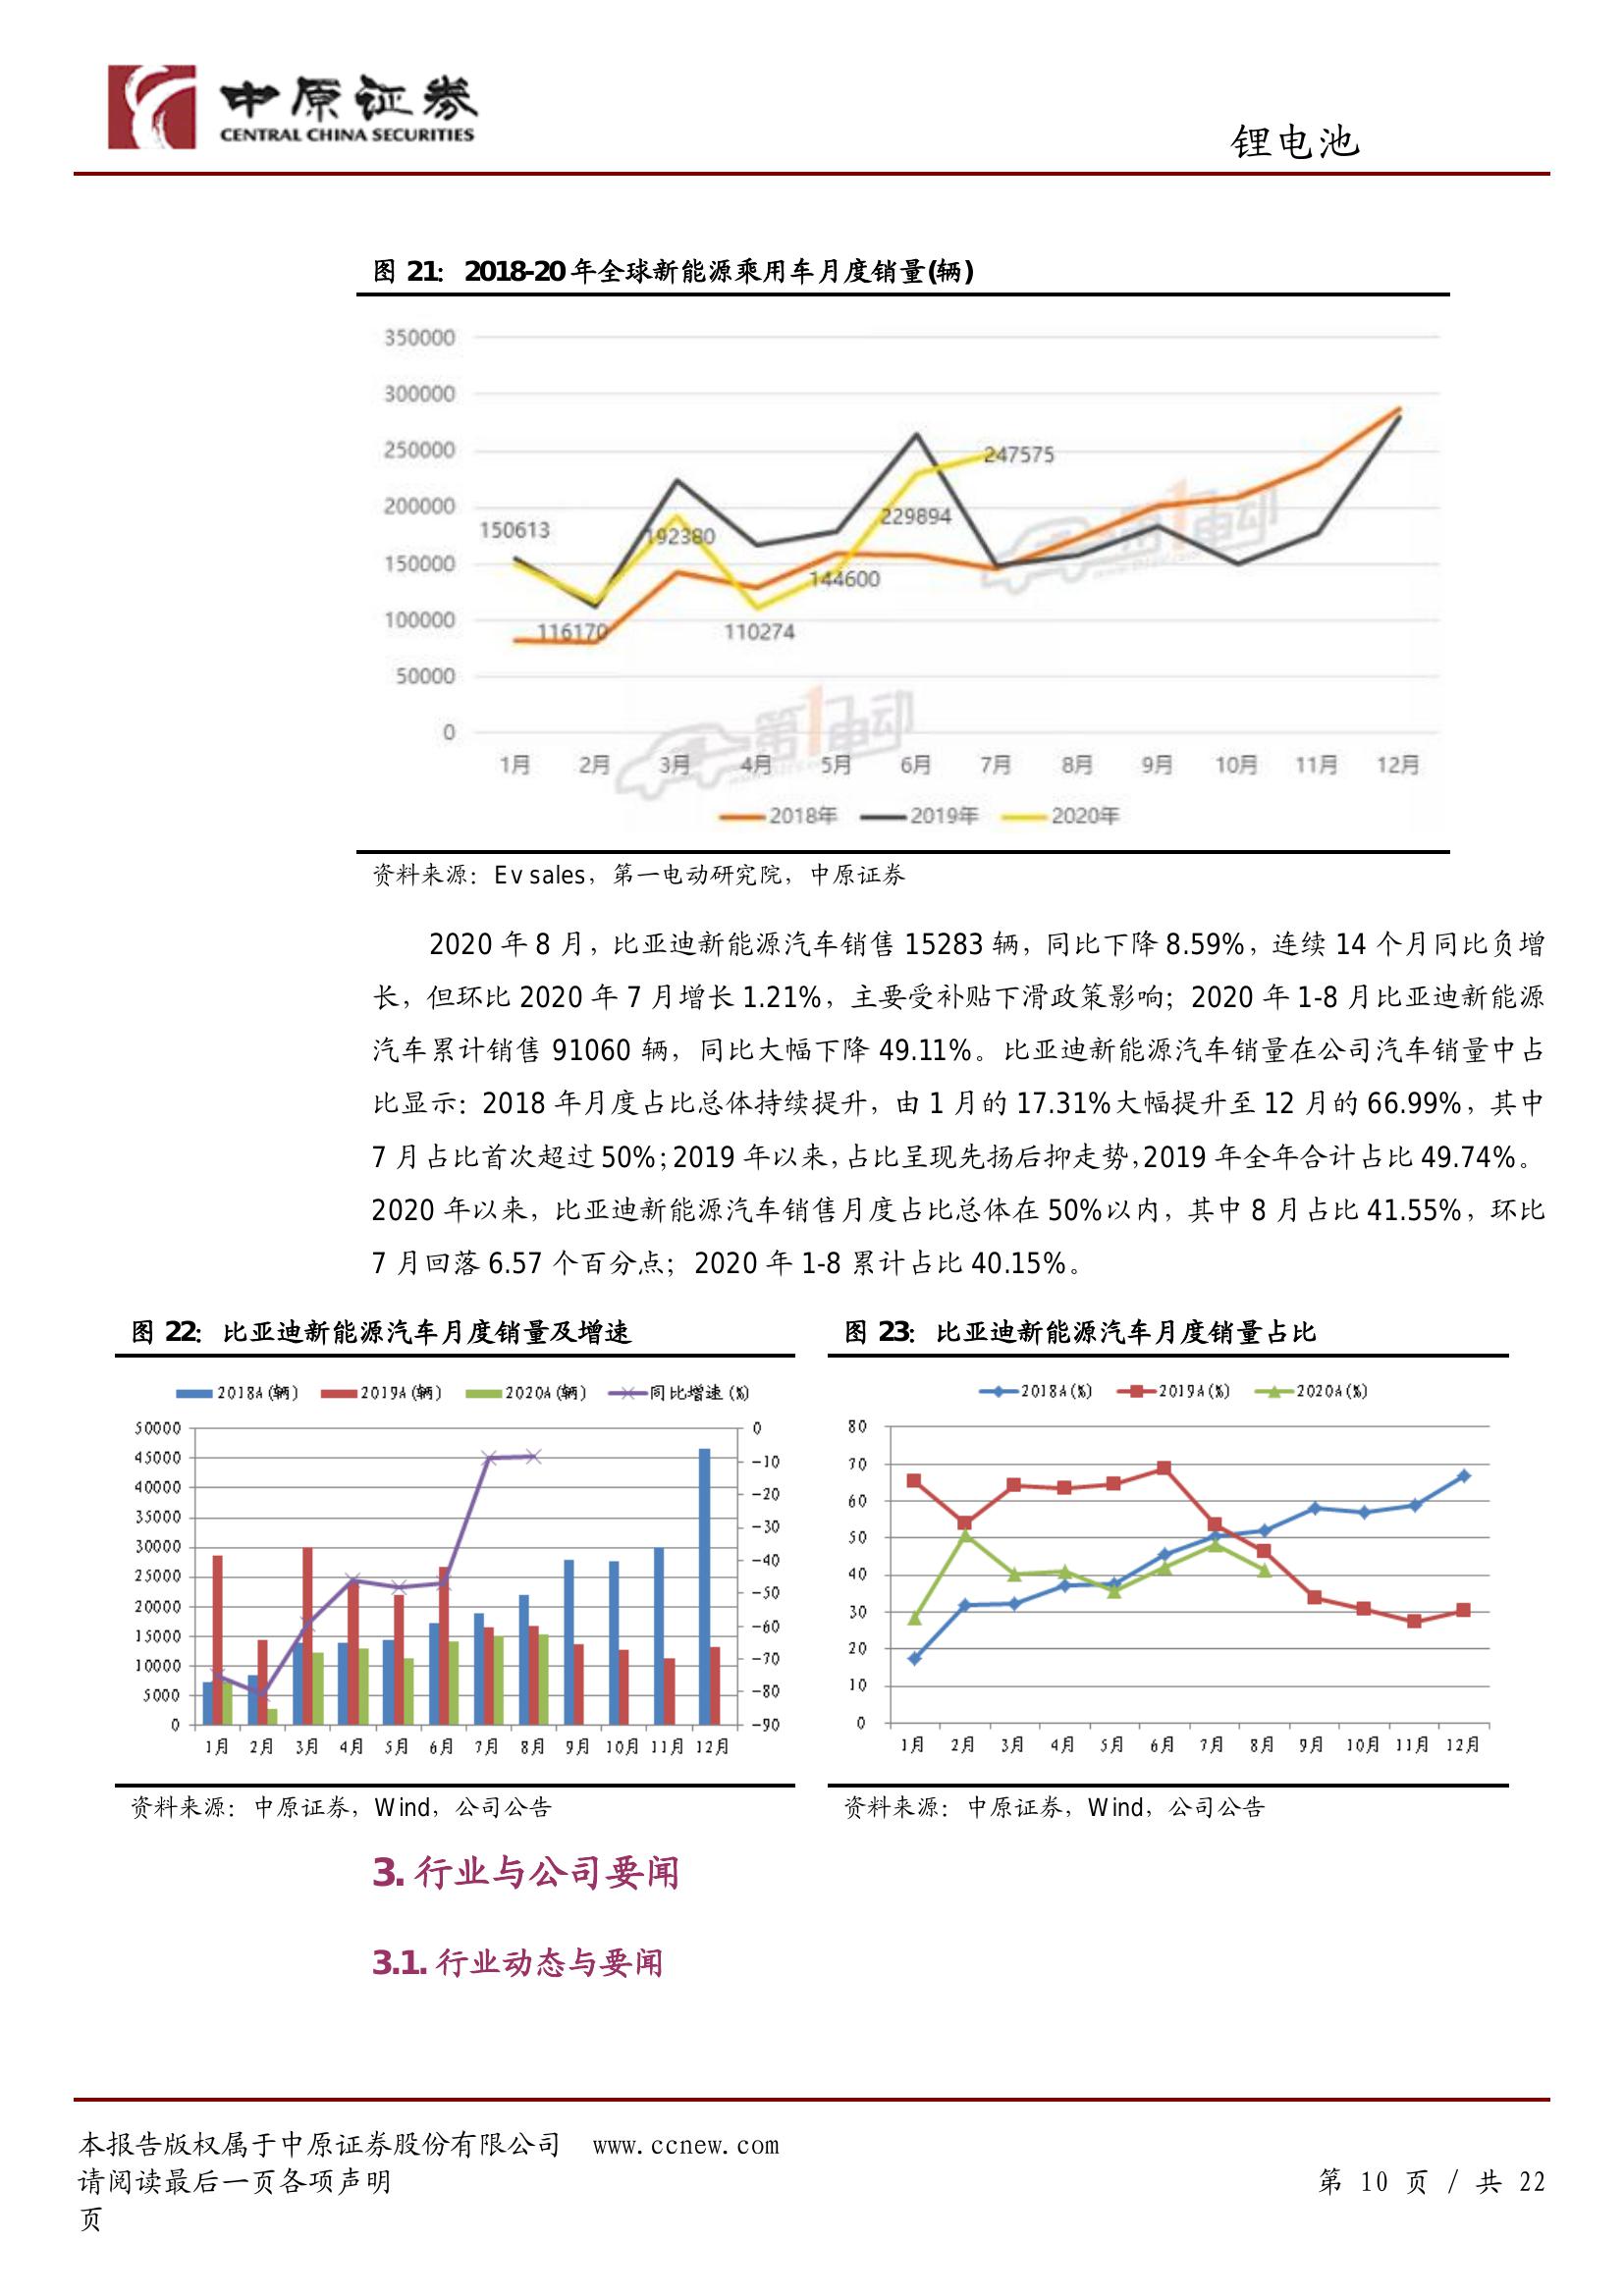 中原证券
CENTRAL CHINA SECURITIES
锂电池
图 21： 2018-20 年全球新能源乘用车月度销量(辆)
350000
300000
250000
200000
150000
100000
50000
0
150613
116170
192380
110274
144600
229894
247575
第1电动
第1电动
1月 2月 3月 4月 5月 6月 7月 8月 9月 10月 11月 12月
2018年 2019年 2020年
资料来源：Ev sales，第一电动研究院，中原证券
2020 年 8 月，比亚迪新能源汽车销售 15283 辆，同比下降 8.59%，连续 14 个月同比负增
长，但环比 2020 年 7 月增长 1.21%，主要受补贴下滑政策影响；2020 年 1-8 月比亚迪新能源
汽车累计销售 91060 辆，同比大幅下降 49.11%。比亚迪新能源汽车销量在公司汽车销量中占
比显示：2018 年月度占比总体持续提升，由 1 月的 17.31%大幅提升至 12 月的 66.99%，其中
7 月占比首次超过 50%；2019 年以来，占比呈现先扬后抑走势，2019 年全年合计占比 49.74%。
2020 年以来，比亚迪新能源汽车销售月度占比总体在 50%以内，其中 8 月占比 41.55%，环比
7 月回落 6.57 个百分点；2020 年 1-8 累计占比 40.15%。
图 22： 比亚迪新能源汽车月度销量及增速
2018A(辆) 2019A(辆) 2020A(辆) 同比增速(%)
50000
45000
40000
35000
30000
25000
20000
15000
10000
5000
0
0
-10
-20
-30
-40
-50
-60
-70
-80
-90
1月 2月 3月 4月 5月 6月 7月 8月 9月 10月 11月 12月
资料来源：中原证券，Wind，公司公告
图 23： 比亚迪新能源汽车月度销量占比
2018A(%) 2019A(%) 2020A(%)
80
70
60
50
40
30
20
10
0
1月 2月 3月 4月 5月 6月 7月 8月 9月 10月 11月 12月
资料来源：中原证券，Wind，公司公告
3. 行业与公司要闻
3.1. 行业动态与要闻
本报告版权属于中原证券股份有限公司 www.ccnew.com
请阅读最后一页各项声明 第 10 页 / 共 22
页